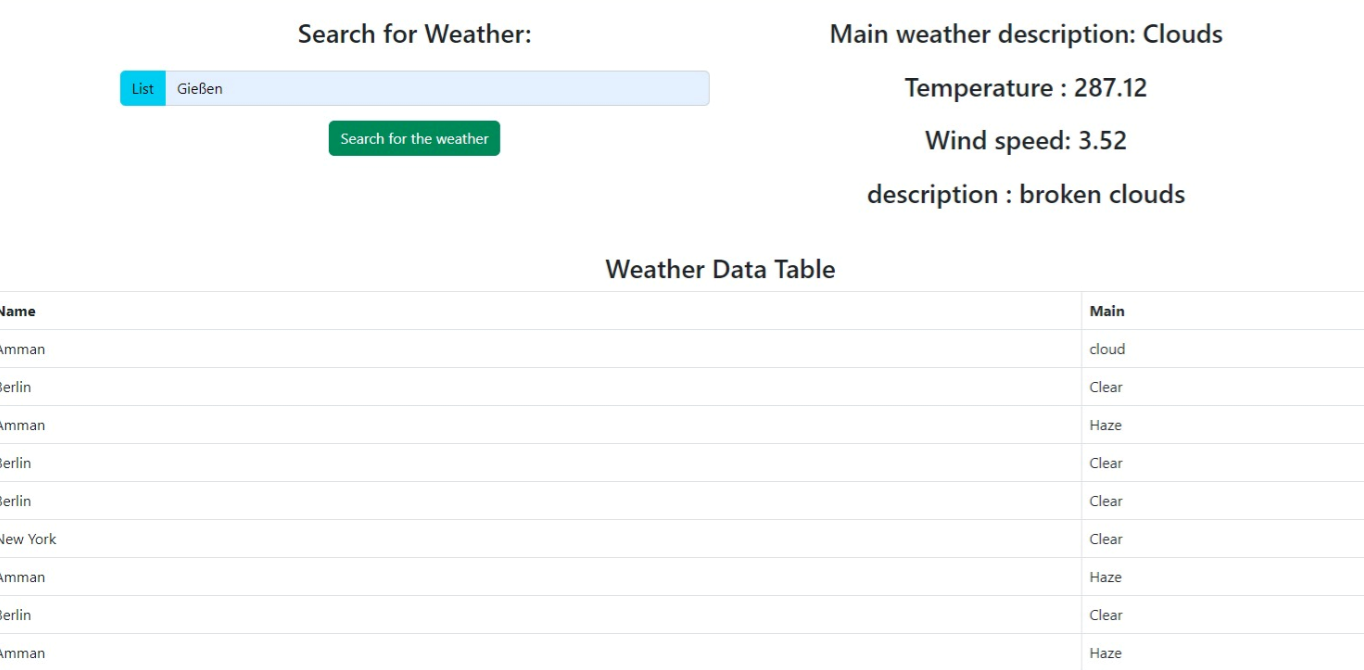 Search for Weather:
List Gießen
Search for the weather
Main weather description: Clouds
Temperature : 287.12
Wind speed: 3.52
description : broken clouds
Weather Data Table
Name Main
Amman cloud
Berlin Clear
Amman Haze
Berlin Clear
Berlin Clear
New York Clear
Amman Haze
Berlin Clear
Amman Haze